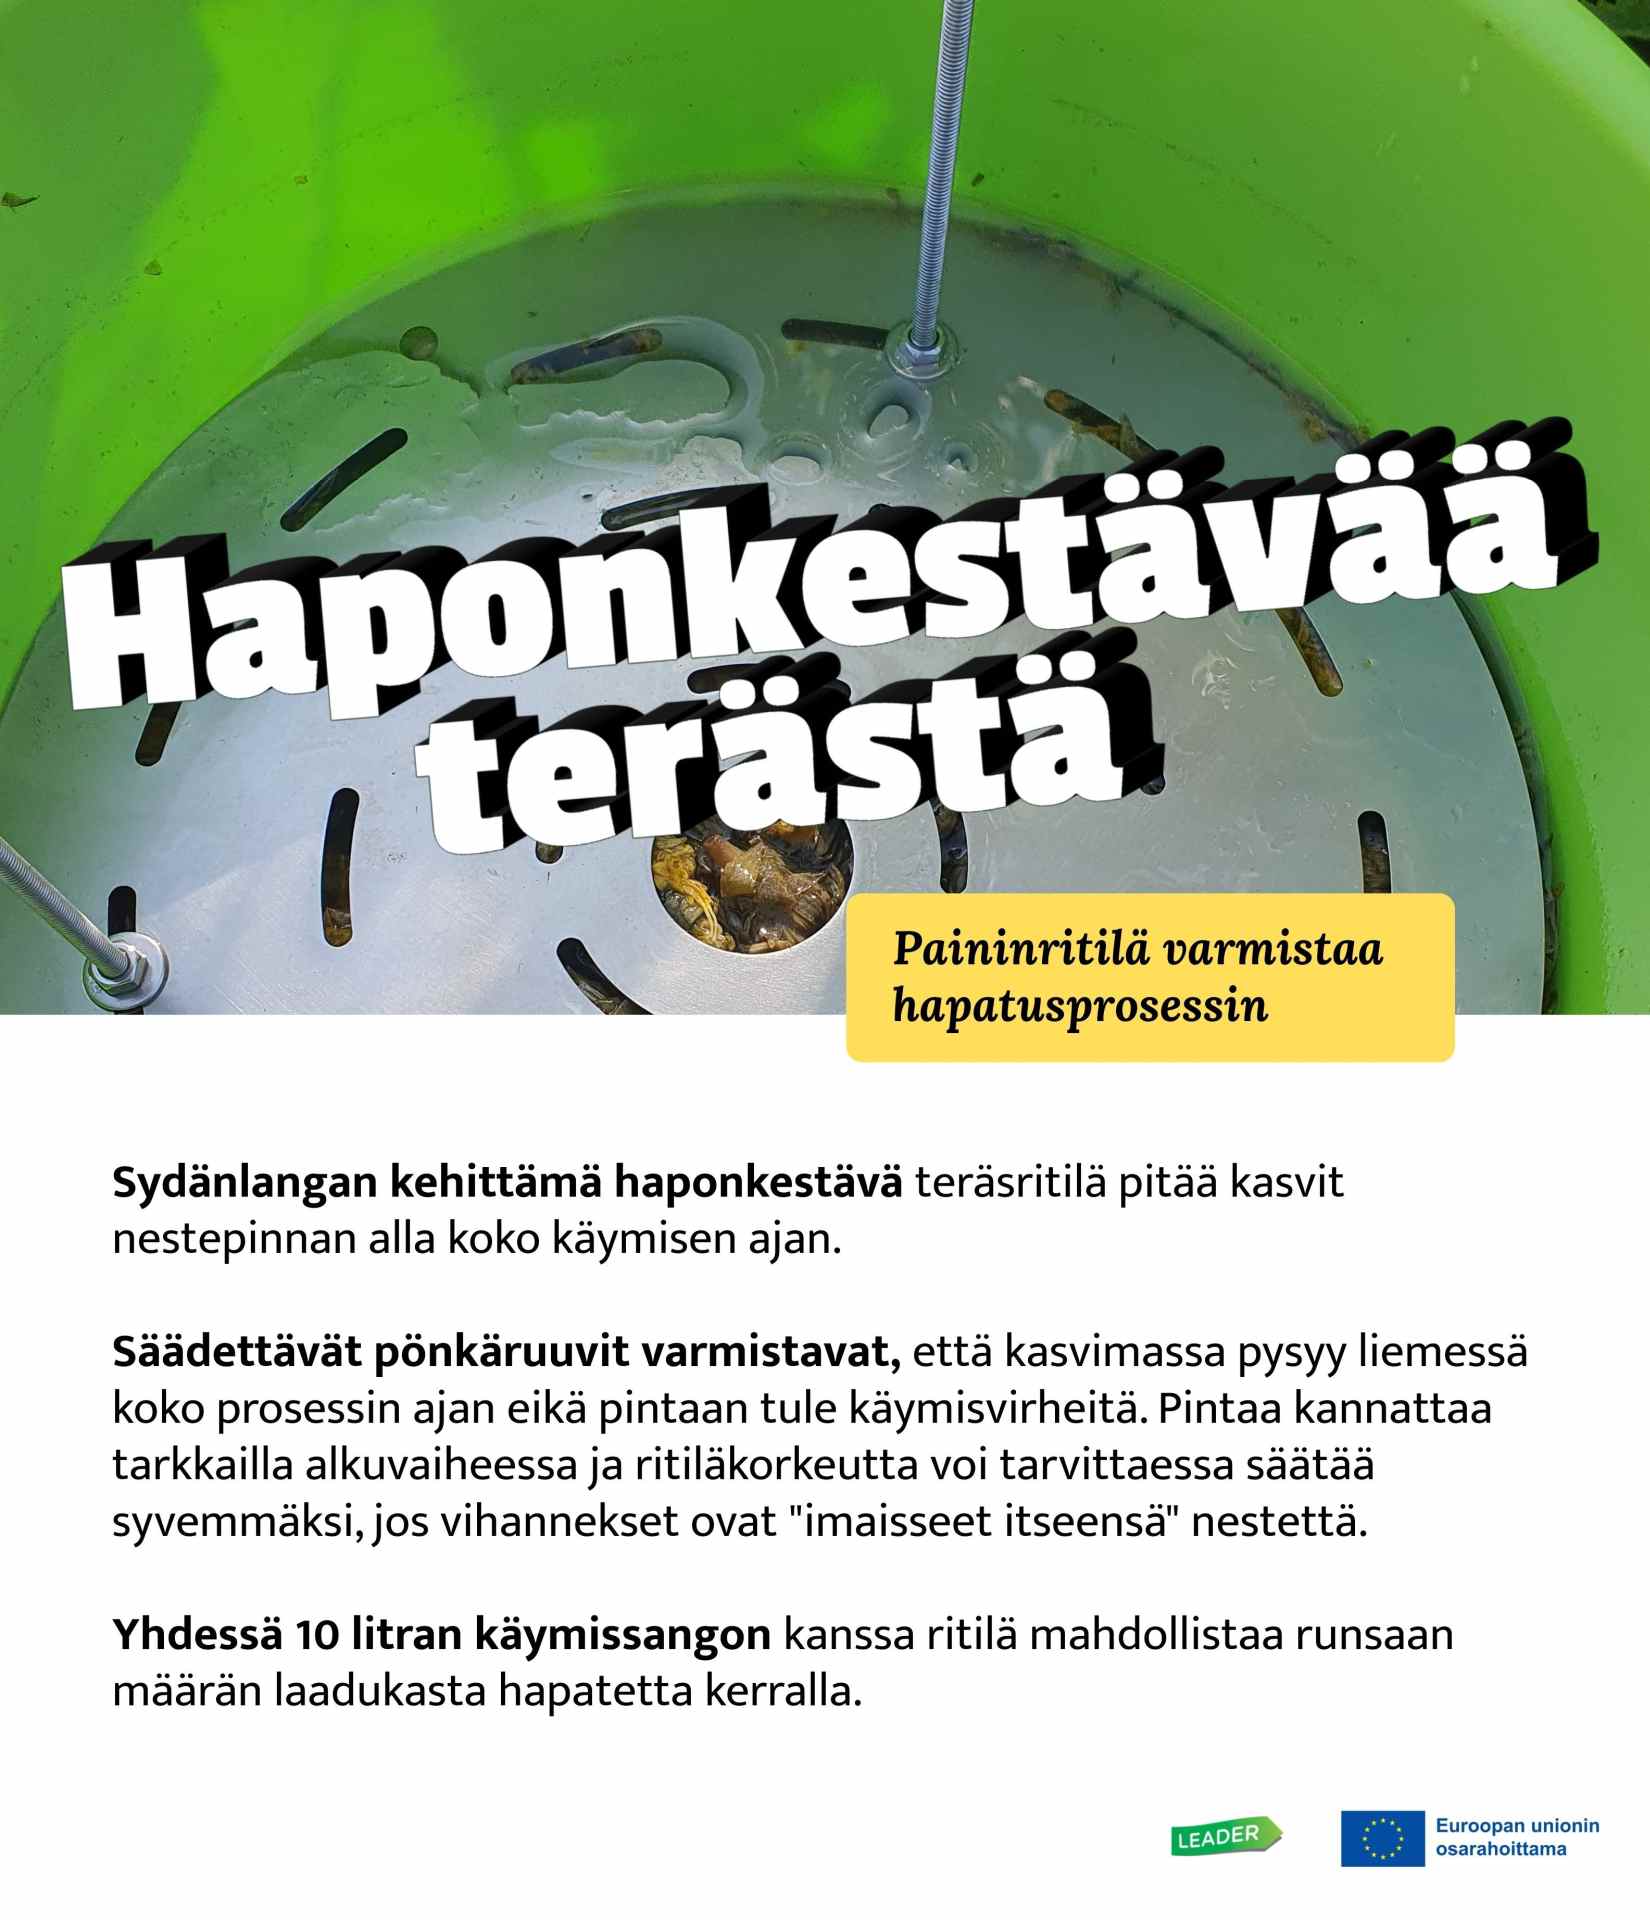 Haponkestävää
terästä
Paininritilä varmistaa
hapatusprosessin
Sydänlangan kehittämä haponkestävä teräsritilä pitää kasvit
nestepinnan alla koko käymisen ajan.
Säädettävät pönkäruuvit varmistavat, että kasvimassa pysyy liemessä
koko prosessin ajan eikä pintaan tule käymisvirheitä. Pintaa kannattaa
tarkkailla alkuvaiheessa ja ritiläkorkeutta voi tarvittaessa säätää
syvemmäksi, jos vihannekset ovat "imaisseet itseensä" nestettä.
Yhdessä 10 litran käymissangon kanssa ritilä mahdollistaa runsaan
määrän laadukasta hapatetta kerralla.
LEADER
Euroopan unionin
osarahoittama